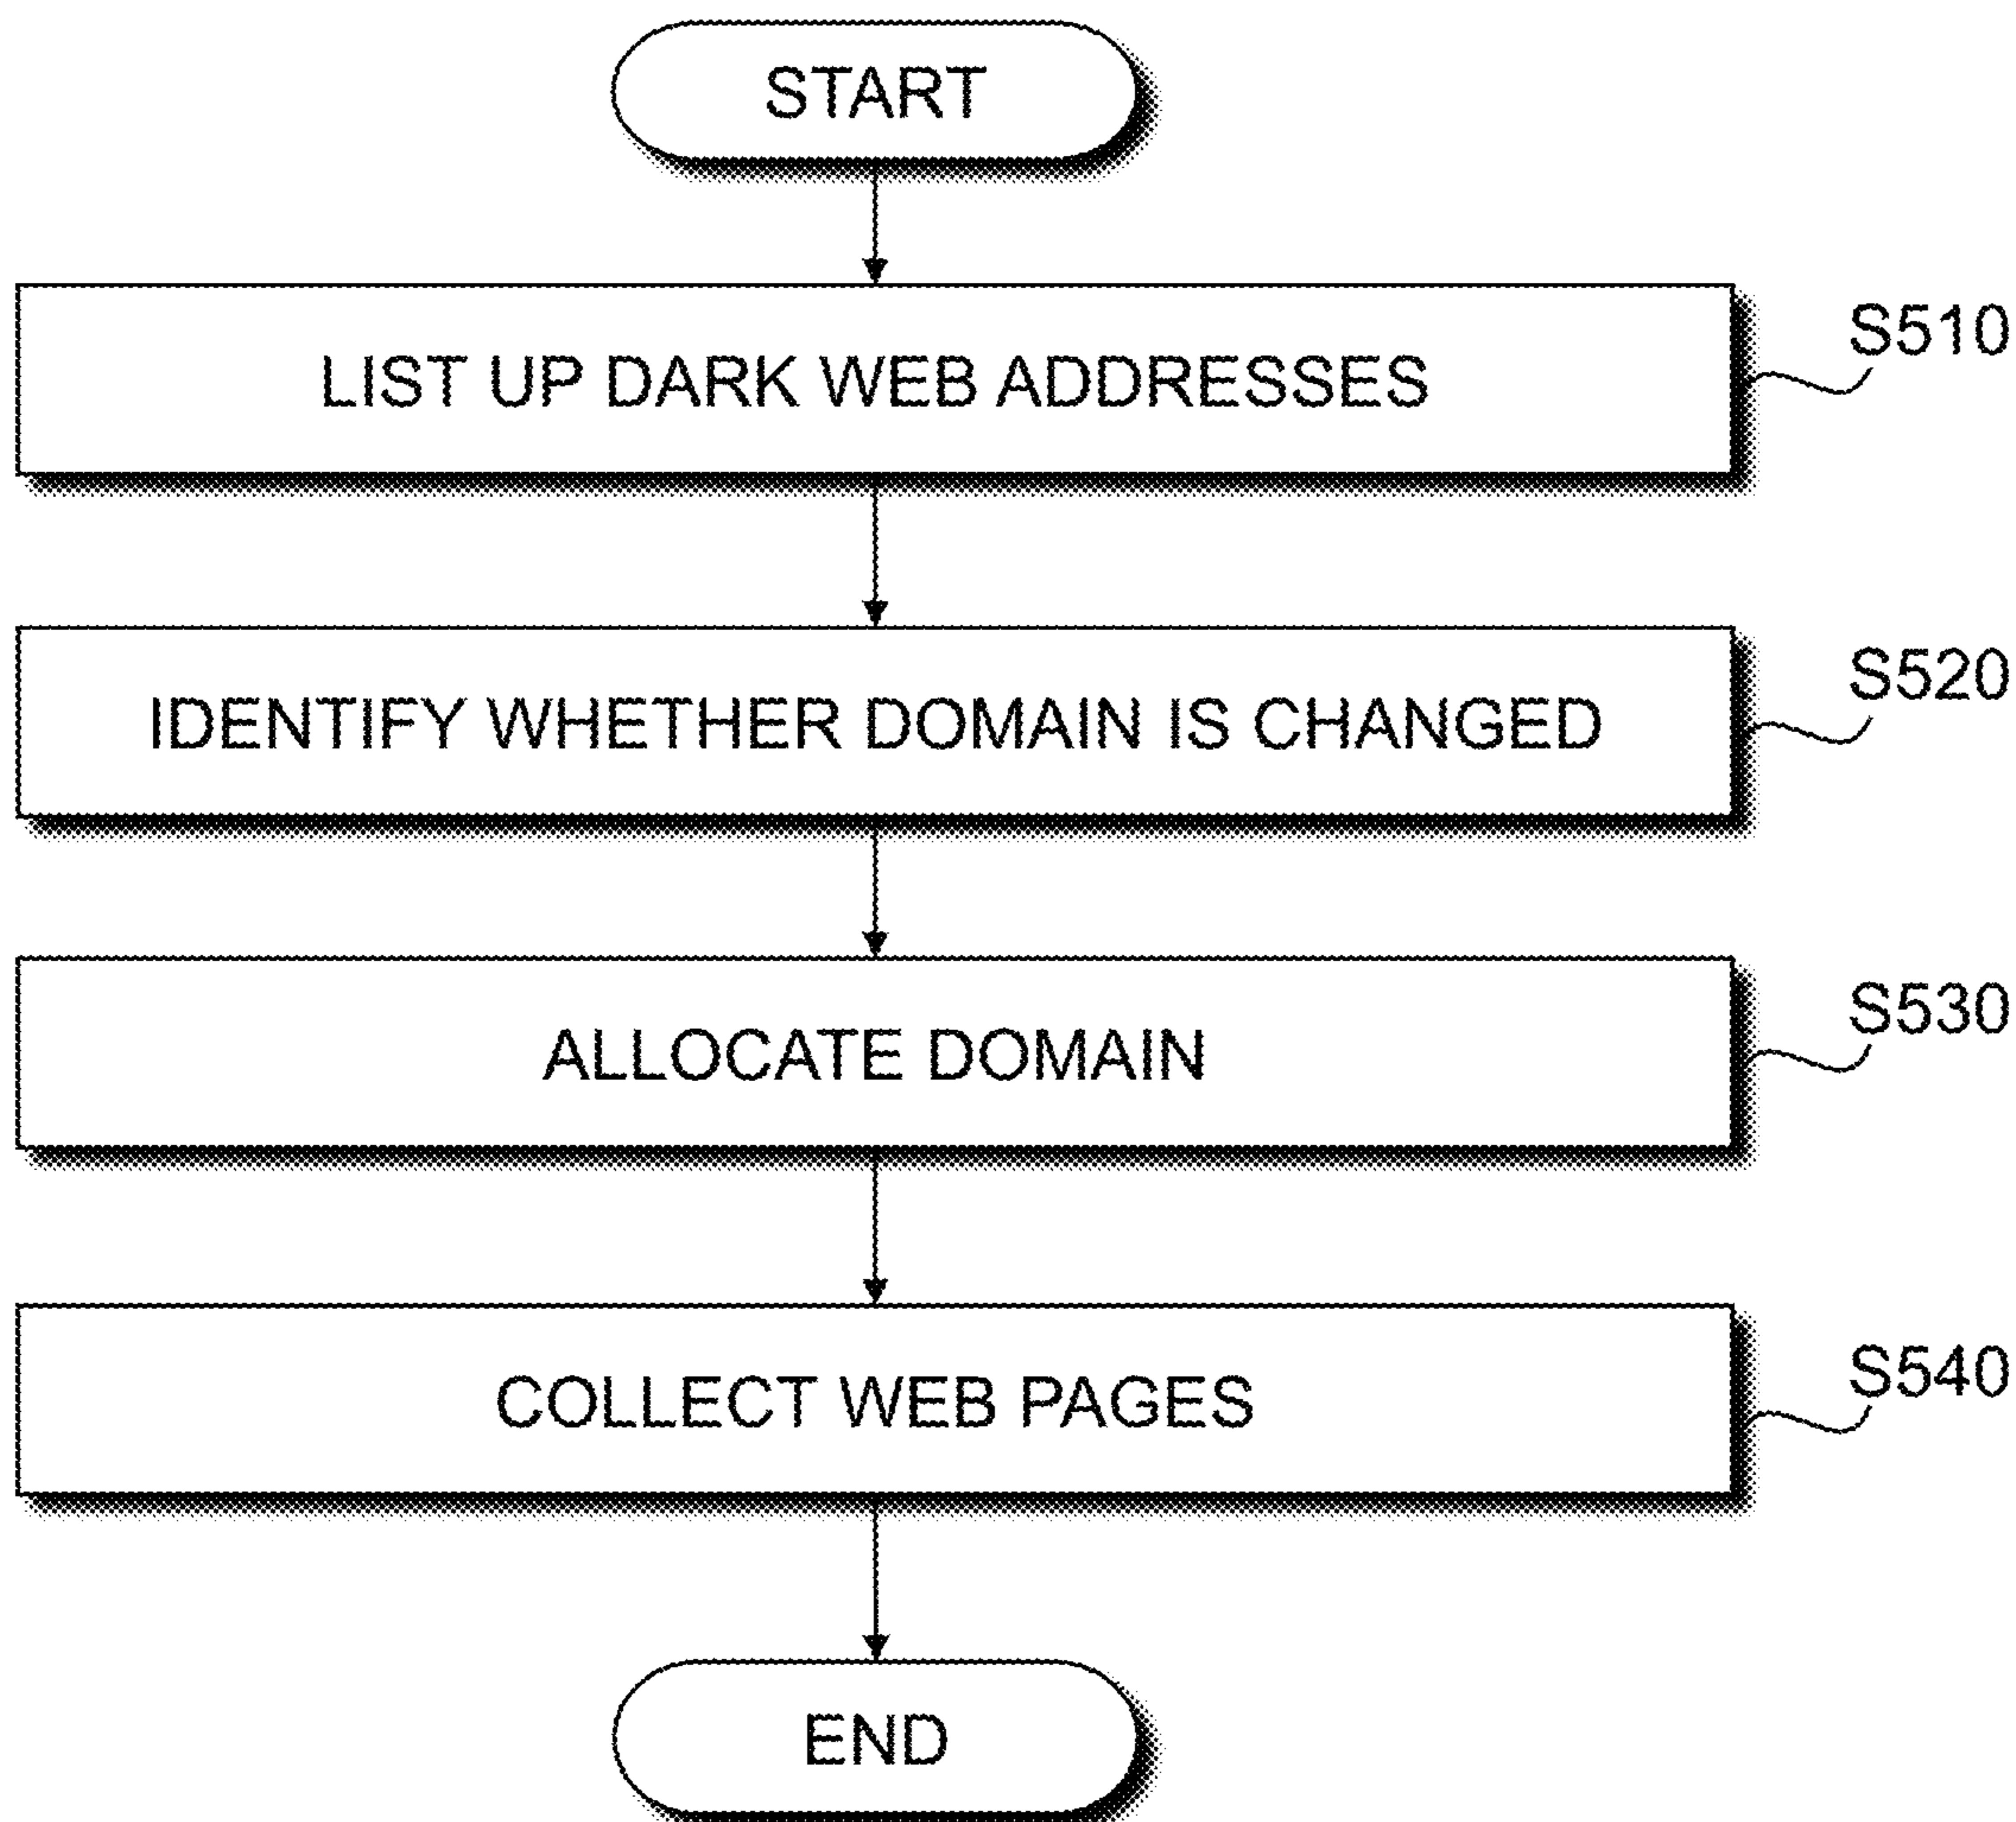 START
LIST UP DARK WEB ADDRESSES
S510
IDENTIFY WHETHER DOMAIN IS CHANGED
S520
ALLOCATE DOMAIN
S530
COLLECT WEB PAGES
S540
END